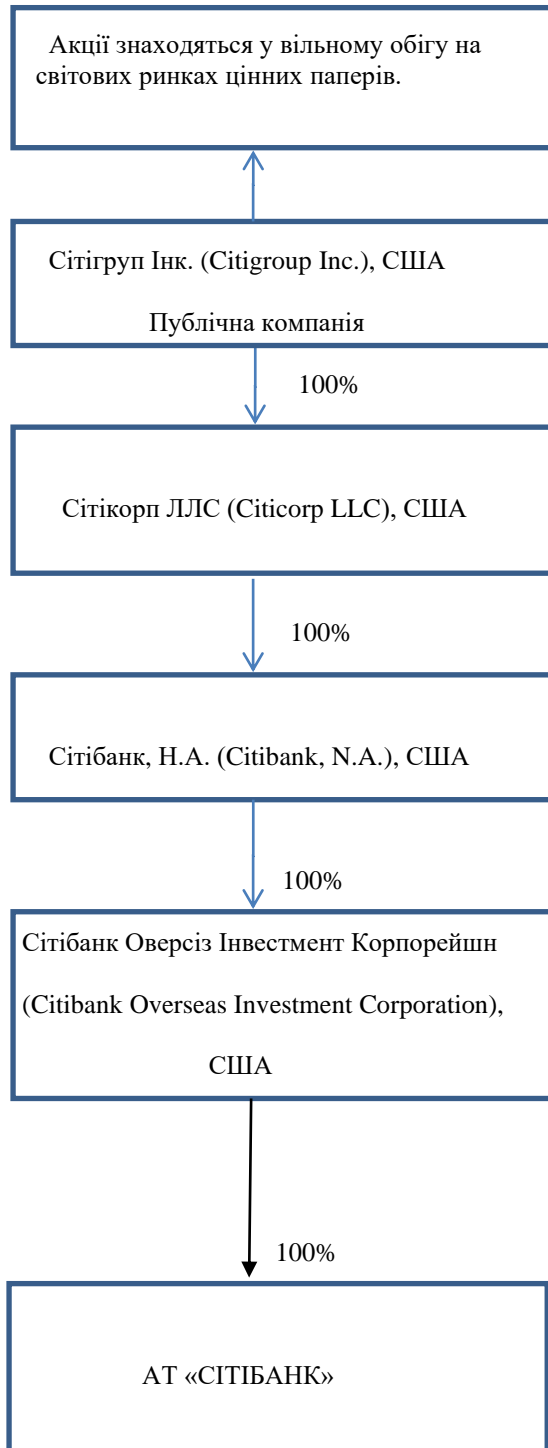 Акції знаходяться у вільному обігу на
світових ринках цінних паперів.
Сітігруп Інк. (Citigroup Inc.), США
Публічна компанія
100%
Сітікорп ЛЛС (Citicorp LLC), США
100%
Сітібанк, Н.А. (Citibank, N.A.), США
100%
Сітібанк Оверсіз Інвестмент Корпорейшн
(Citibank Overseas Investment Corporation),
США
100%
АТ «СІТІБАНК»